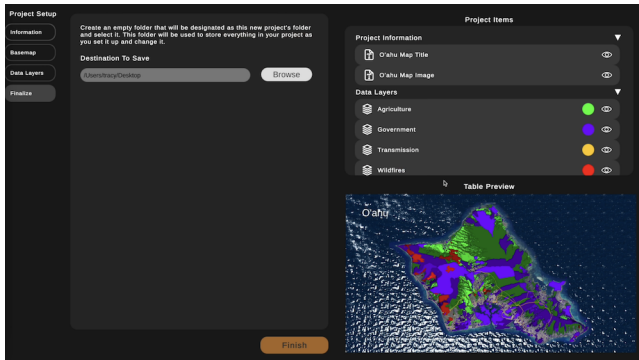 Project Setup
Information
Basemap
Data Layers
Finalize
Create an empty folder that will be designated as this new project's folder
and select it. This folder will be used to store everything in your project as
you set it up and change it.
Destination To Save
/Users/tracy/Desktop
Browse
Finish
Project Items
Project Information
O'ahu Map Title
O'ahu Map Image
Data Layers
Agriculture
Government
Transmission
Wildfires
Table Preview
O'ahu